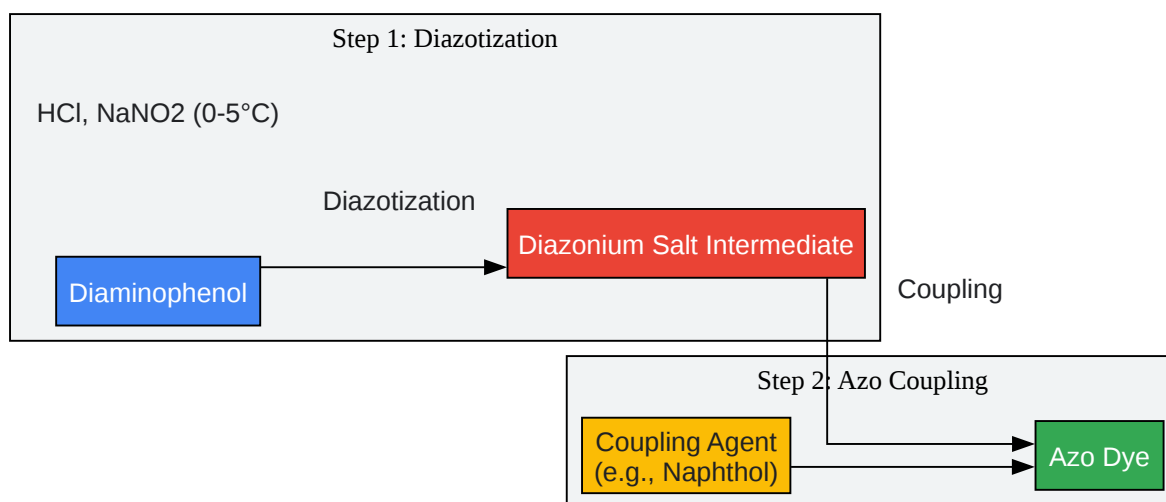 Step 1: Diazotization
HCl, NaNO2 (0-5°C)
Diazotization
Diazonium Salt Intermediate
Diaminophenol
Coupling
Step 2: Azo Coupling
Coupling Agent
(e.g., Naphthol)
Azo Dye